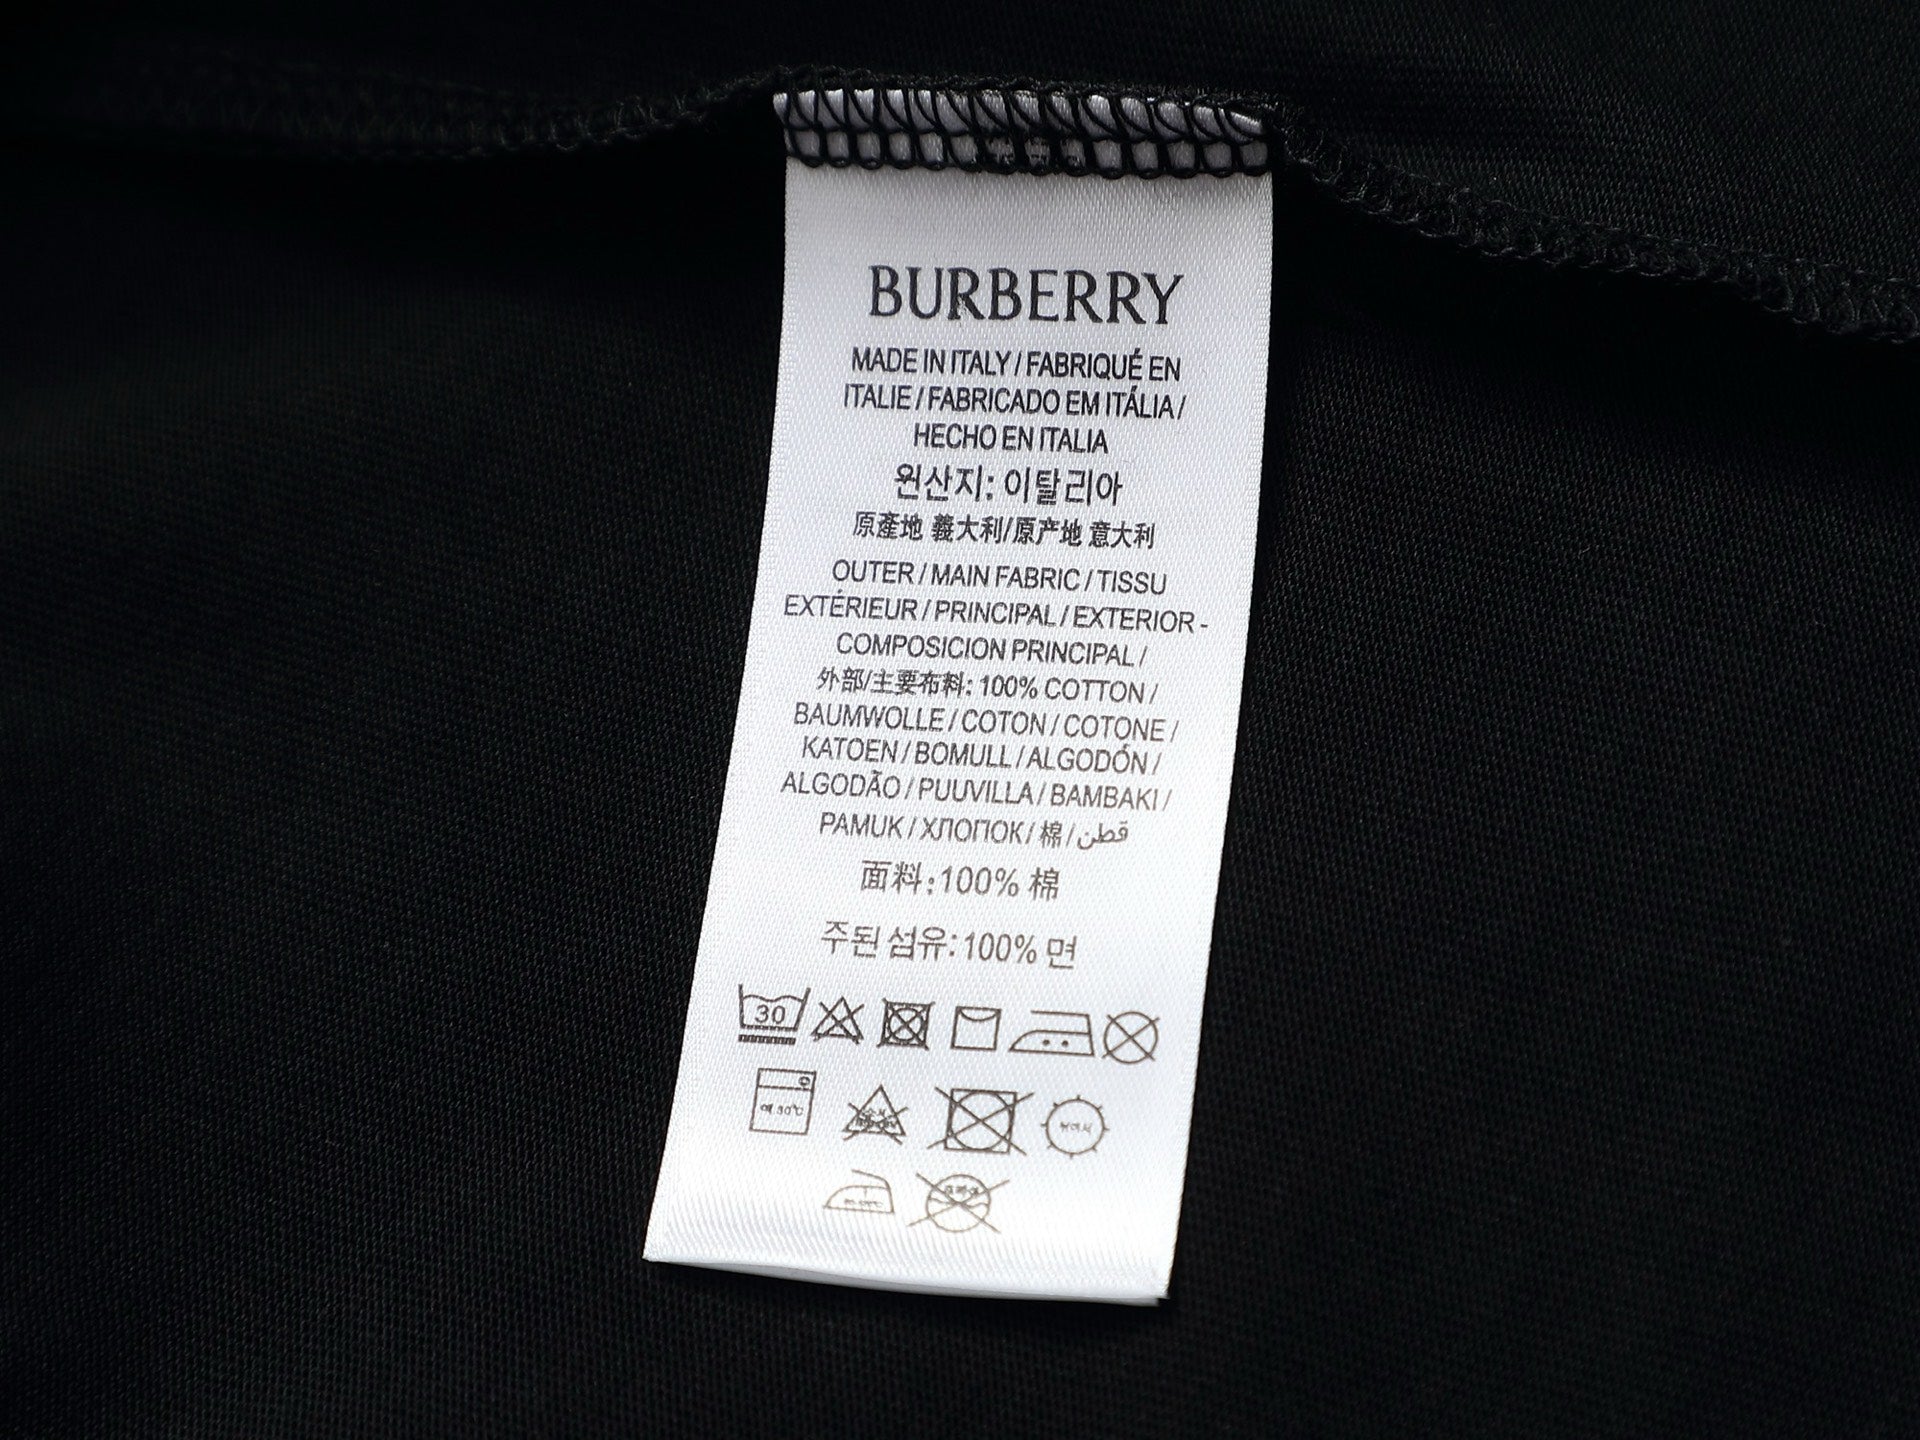 BURBERRY
MADE IN ITALY / FABRIQUÉ EN
ITALIE / FABRICADO EM ITÁLIA /
HECHO EN ITALIA
원산지: 이탈리아
原產地 義大利/原产地 意大利
OUTER / MAIN FABRIC / TISSU
EXTÉRIEUR / PRINCIPAL / EXTERIOR -
COMPOSICION PRINCIPAL /
外部/主要布料: 100% COTTON /
BAUMWOLLE / COTON / COTONE /
KATOEN / BOMULL / ALGODÓN /
ALGODÃO / PUUVILLA / BAMBAKI /
PAMUK / ХЛОПОК / 棉 / قطن
面料: 100% 棉
주된 섬유: 100% 면
30
30℃